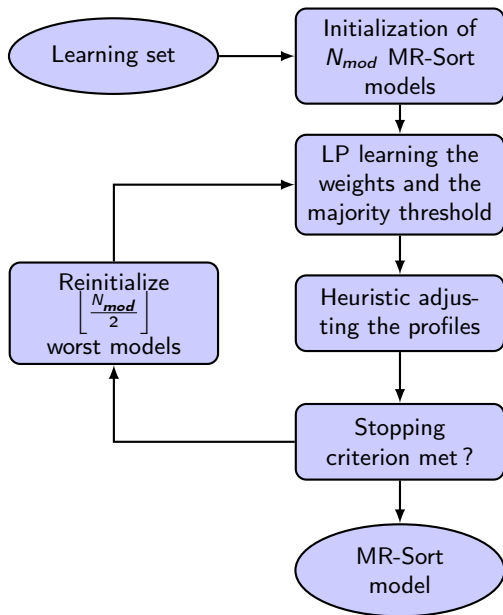 Learning set
Initialization of
N_mod MR-Sort
models
LP learning the
weights and the
majority threshold
Reinitialize
⌊N_mod/2⌋
worst models
Heuristic adjus-
ting the profiles
Stopping
criterion met ?
MR-Sort
model